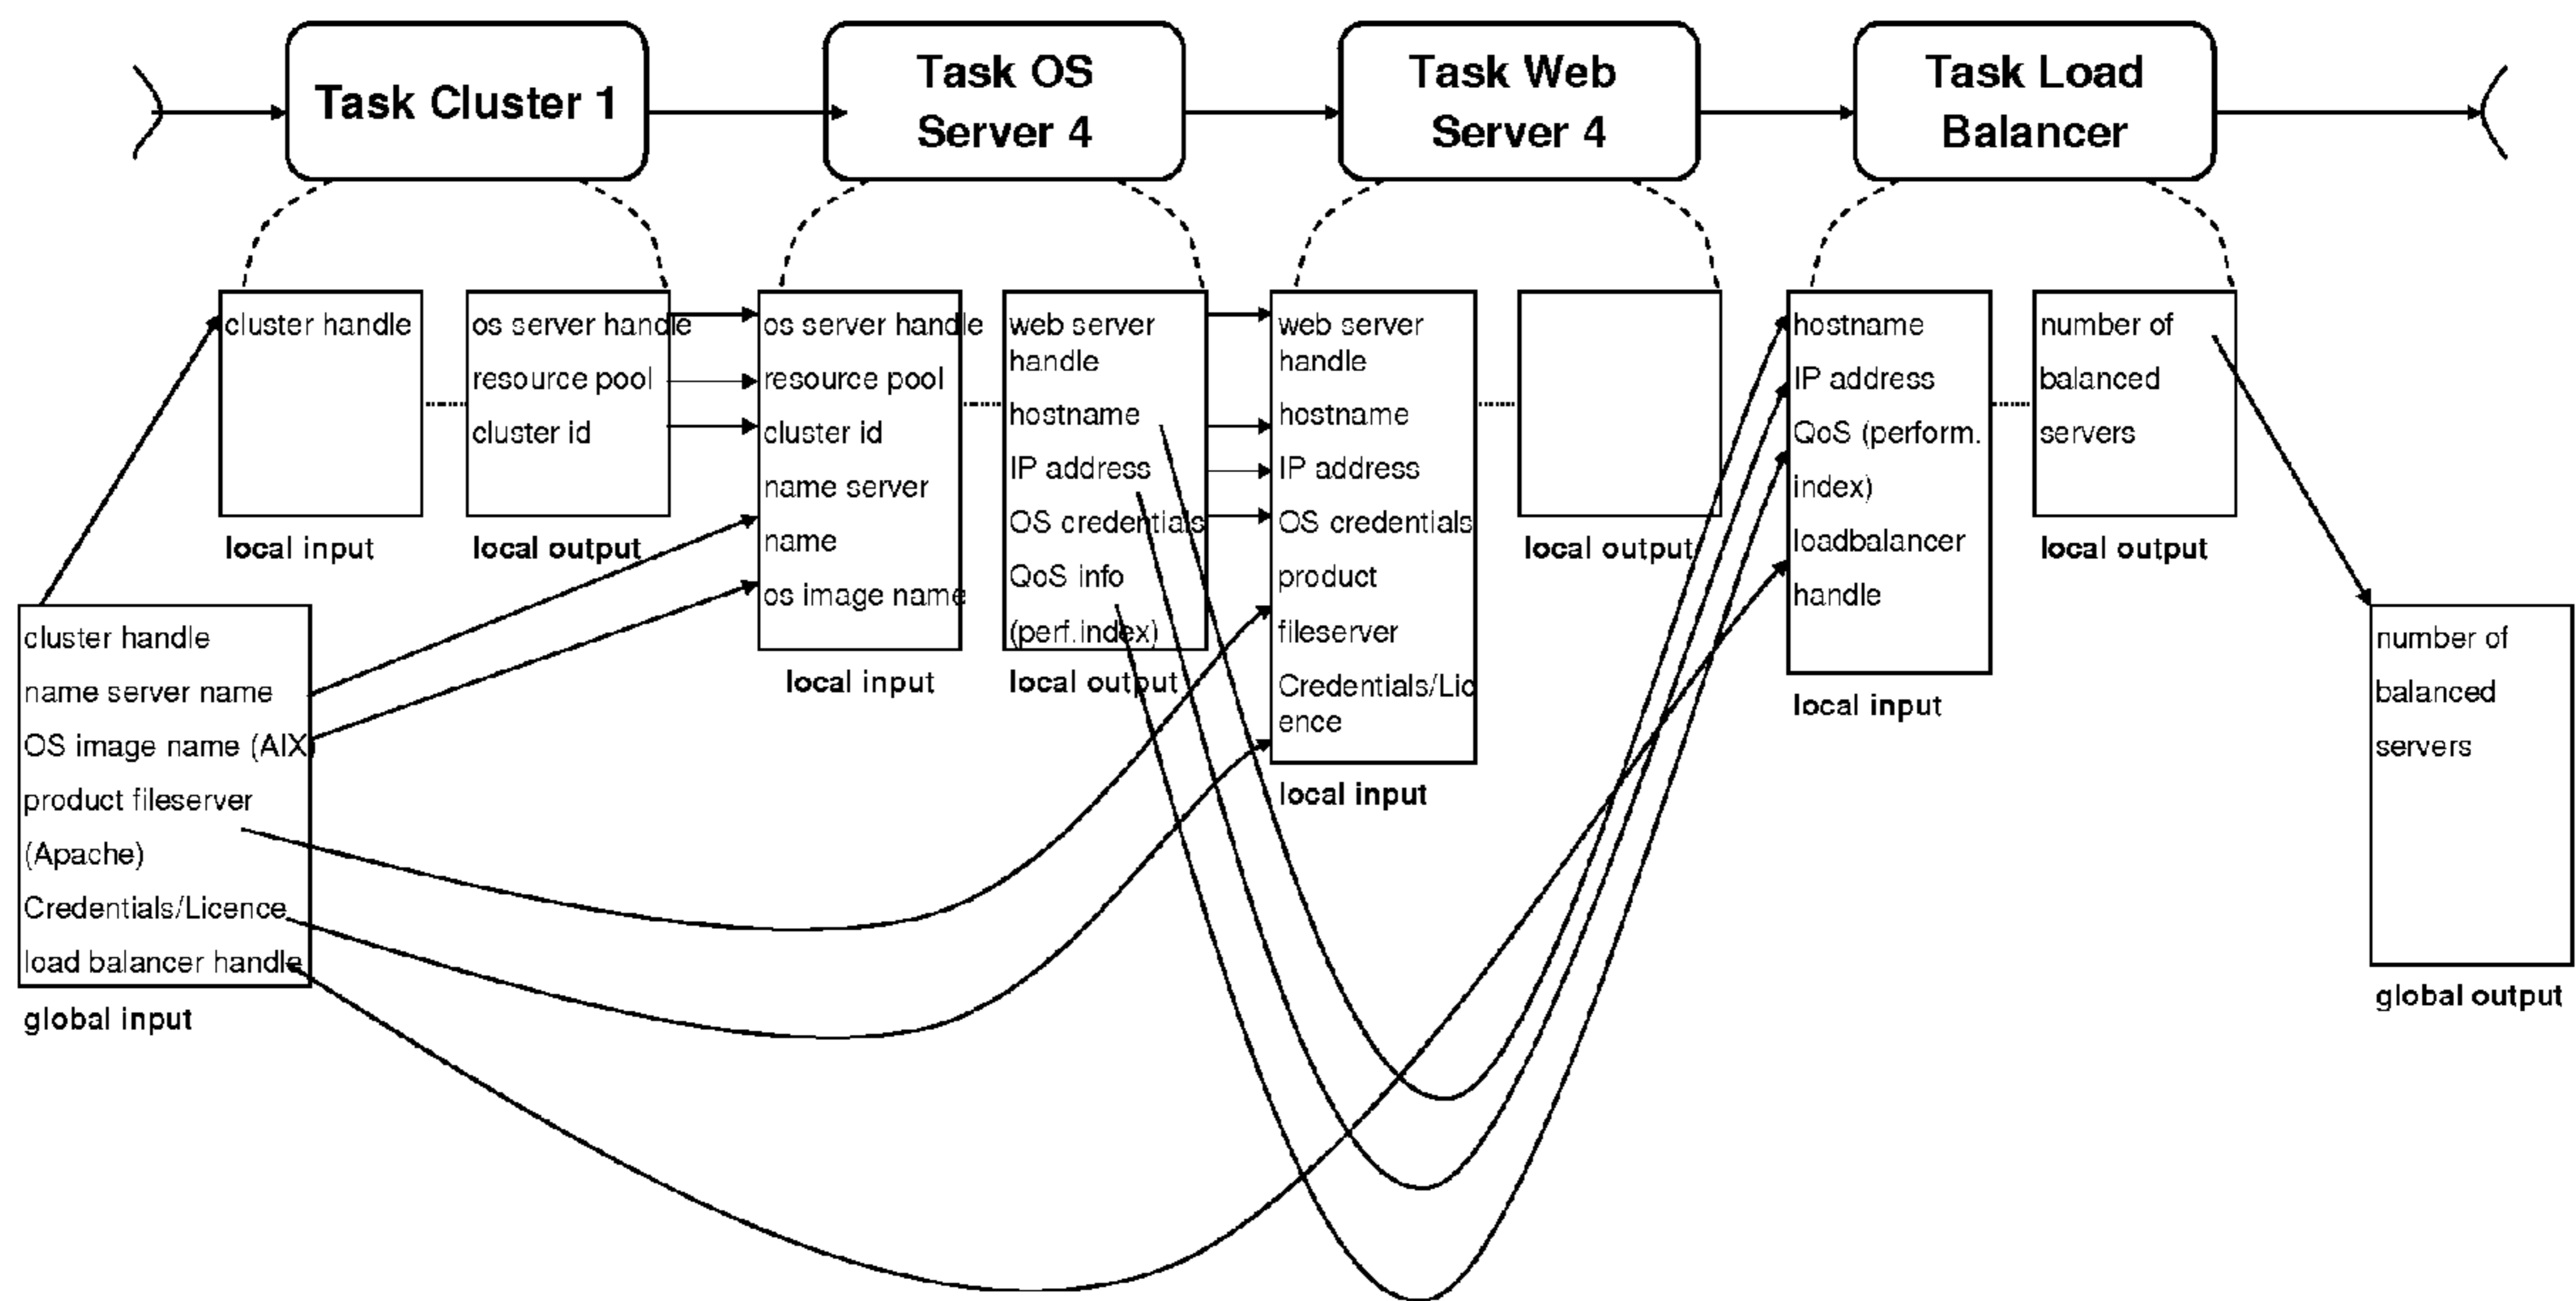 Task Cluster 1
Task OS
Server 4
Task Web
Server 4
Task Load
Balancer
cluster handle
local input
os server handle
resource pool
cluster id
local output
os server handle
resource pool
cluster id
name server
name
os image name
local input
web server
handle
hostname
IP address
OS credentials
QoS info
(perf.index)
local output
web server
handle
hostname
IP address
OS credentials
product
fileserver
Credentials/Lic
ence
local input
local output
hostname
IP address
QoS (perform.
index)
loadbalancer
handle
local input
number of
balanced
servers
local output
cluster handle
name server name
OS image name (AIX)
product fileserver
(Apache)
Credentials/Licence
load balancer handle
global input
number of
balanced
servers
global output